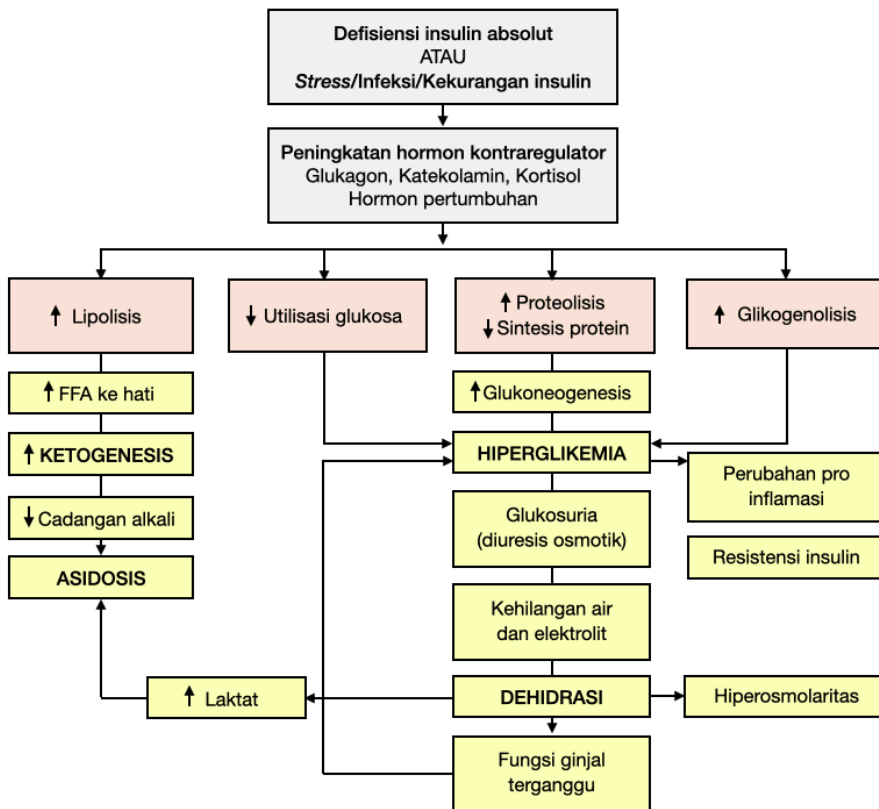 Defisiensi insulin absolut
ATAU
Stress/Infeksi/Kekurangan insulin
Peningkatan hormon kontraregulator
Glukagon, Katekolamin, Kortisol
Hormon pertumbuhan
↑ Lipolisis
↓ Utilisasi glukosa
↑ Proteolisis
↓ Sintesis protein
↑ Glikogenolisis
↑ FFA ke hati
↑ Glukoneogenesis
↑ KETOGENESIS
HIPERGLIKEMIA
Perubahan pro
inflamasi
↓ Cadangan alkali
Glukosuria
(diuresis osmotik)
Resistensi insulin
ASIDOSIS
Kehilangan air
dan elektrolit
↑ Laktat
DEHIDRASI
Hiperosmolaritas
Fungsi ginjal
terganggu